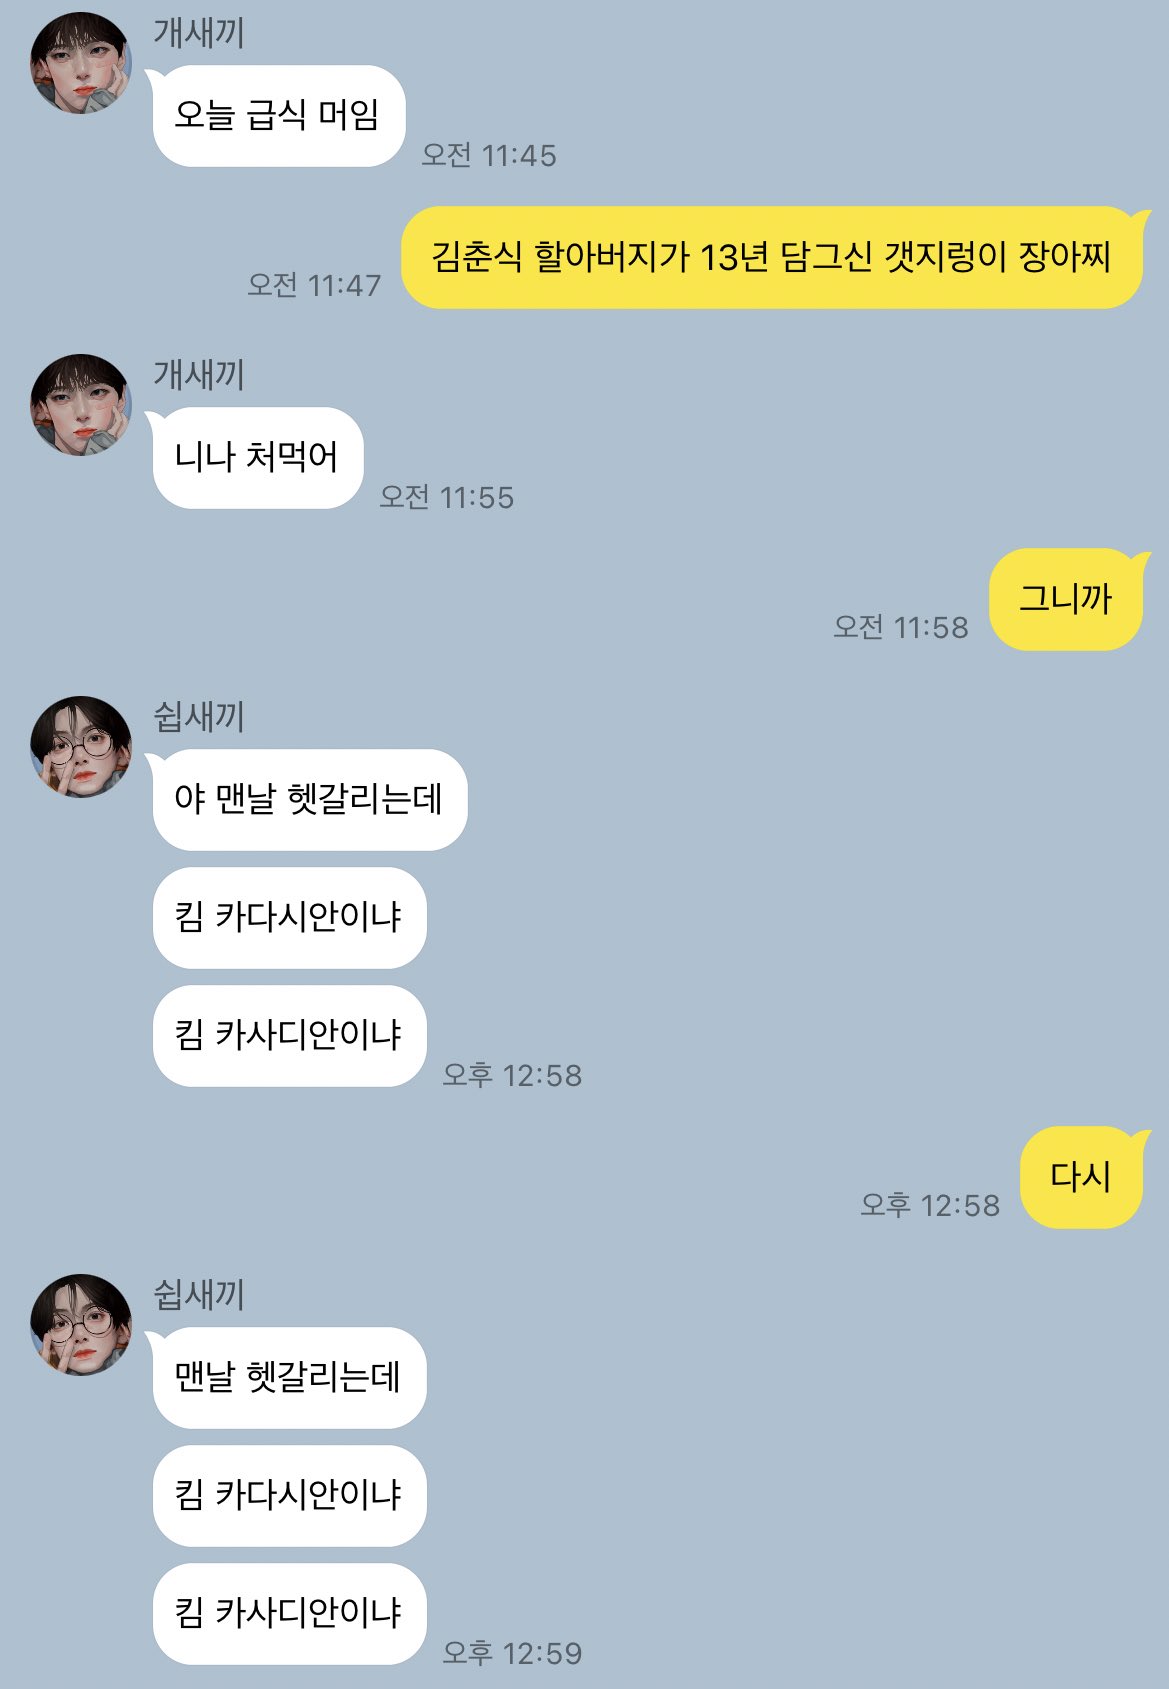 개새끼
오늘 급식 머임
오전 11:45
김춘식 할아버지가 13년 담그신 갯지렁이 장아찌
오전 11:47
개새끼
니나 처먹어
오전 11:55
그니까
오전 11:58
쉽새끼
야 맨날 헷갈리는데
킴 카다시안이냐
킴 카사디안이냐
오후 12:58
다시
오후 12:58
쉽새끼
맨날 헷갈리는데
킴 카다시안이냐
킴 카사디안이냐
오후 12:59